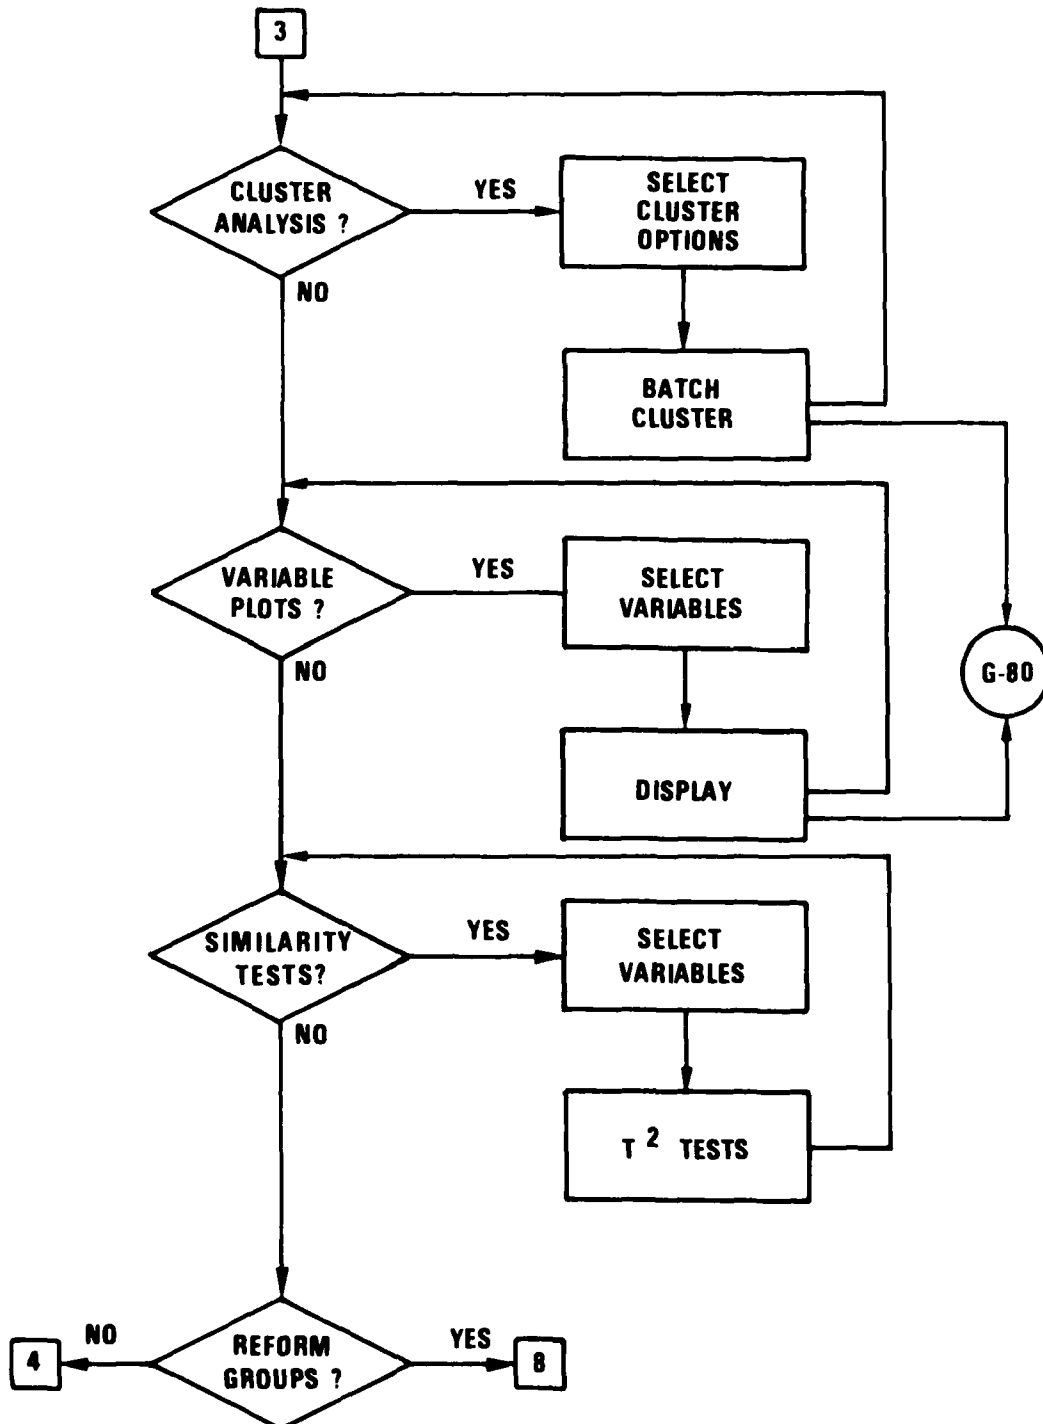 3
CLUSTER
ANALYSIS ?
YES
SELECT
CLUSTER
OPTIONS
NO
BATCH
CLUSTER
VARIABLE
PLOTS ?
YES
SELECT
VARIABLES
NO
G-80
DISPLAY
SIMILARITY
TESTS?
YES
SELECT
VARIABLES
NO
T 2 TESTS
REFORM
GROUPS ?
NO
4
YES
8